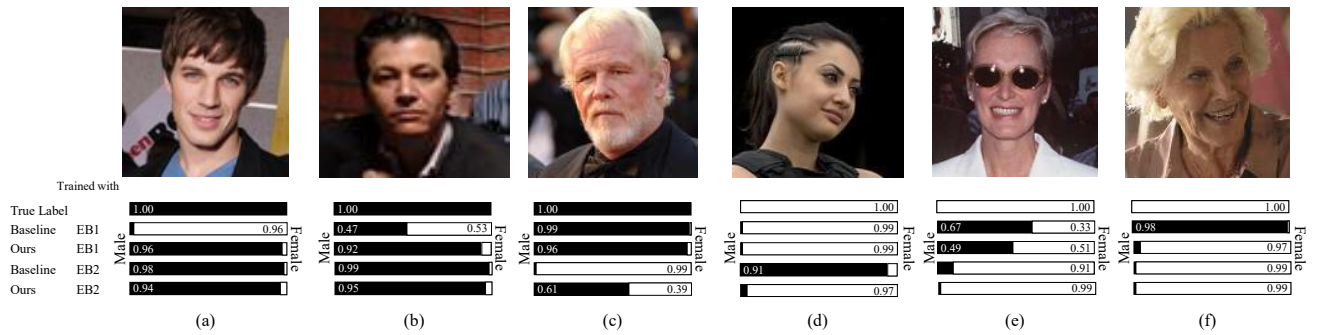 en
Trained with
True Label
Baseline EB1
Ours EB1
Baseline EB2
Ours EB2
Male
1.00
0.96
0.96
0.98
0.94
Female
(a)
1.00
0.47 0.53
0.92
0.99
0.95
(b)
Male
1.00
0.99
0.96
0.99
0.61 0.39
Female
(c)
1.00
0.99
0.99
0.91
0.97
(d)
Male
1.00
0.67 0.33
0.49 0.51
0.91
0.99
Female
(e)
Male
1.00
0.98
0.97
0.99
0.99
Female
(f)